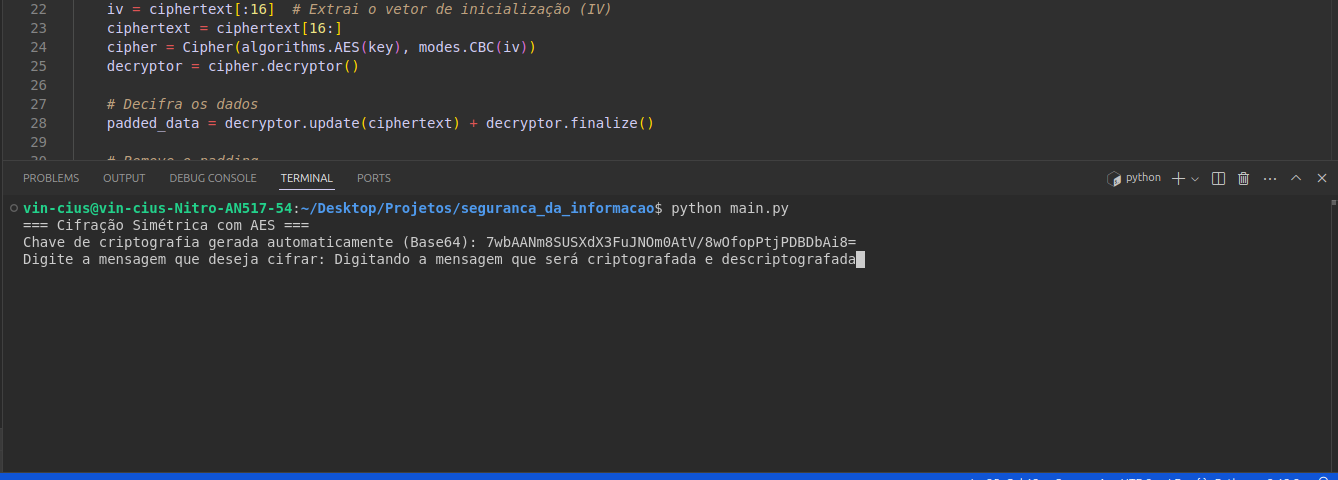 22 iv = ciphertext[:16]  # Extrai o vetor de inicialização (IV)
23 ciphertext = ciphertext[16:]
24 cipher = Cipher(algorithms.AES(key), modes.CBC(iv))
25 decryptor = cipher.decryptor()
26
27 # Decifra os dados
28 padded_data = decryptor.update(ciphertext) + decryptor.finalize()
29
30 # Remove o padding
PROBLEMS OUTPUT DEBUG CONSOLE TERMINAL PORTS python
vin-cius@vin-cius-Nitro-AN517-54:~/Desktop/Projetos/seguranca_da_informacao$ python main.py
=== Cifração Simétrica com AES ===
Chave de criptografia gerada automaticamente (Base64): 7wbAANm8SUSXdX3FuJNOm0AtV/8wOfopPtjPDBDbAi8=
Digite a mensagem que deseja cifrar: Digitando a mensagem que será criptografada e descriptografada